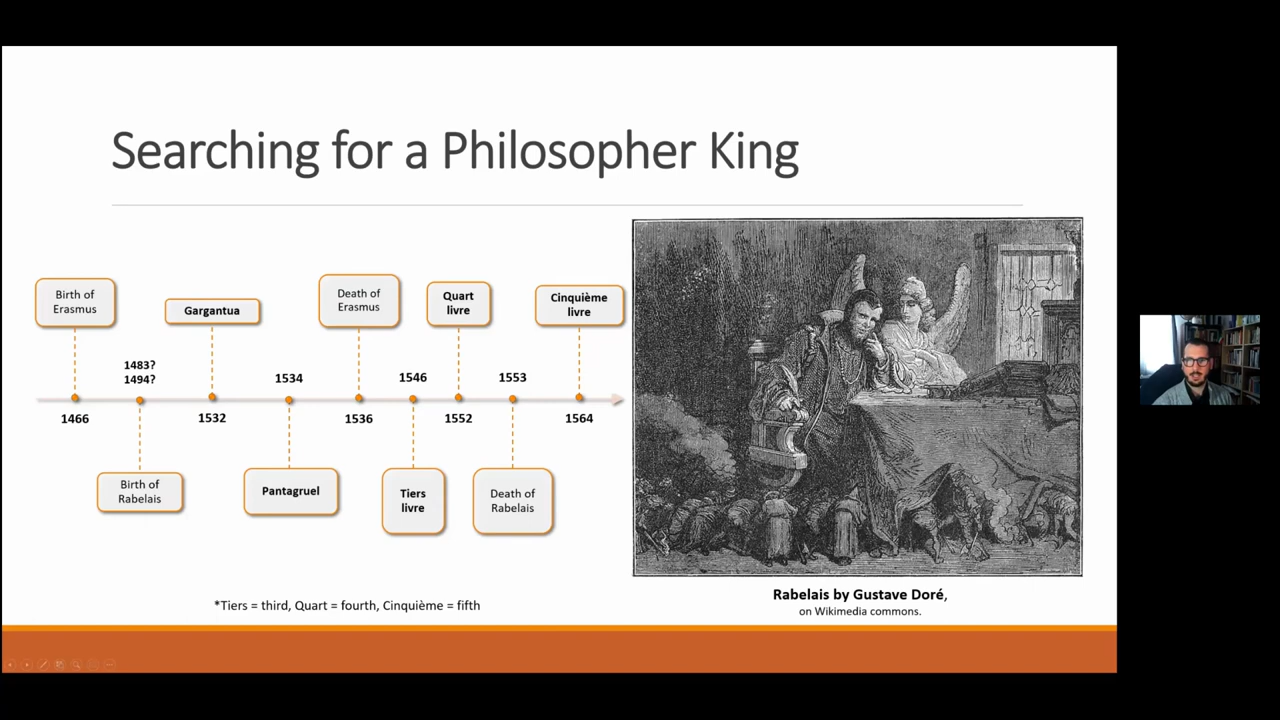 Searching for a Philosopher King
Birth of
Erasmus
Gargantua
Death of
Erasmus
Quart
livre
Cinquième
livre
1483?
1494?
1534
1546
1553
1466
1532
1536
1552
1564
Birth of
Rabelais
Pantagruel
Tiers
livre
Death of
Rabelais
*Tiers = third, Quart = fourth, Cinquième = fifth
Rabelais by Gustave Doré,
on Wikimedia commons.